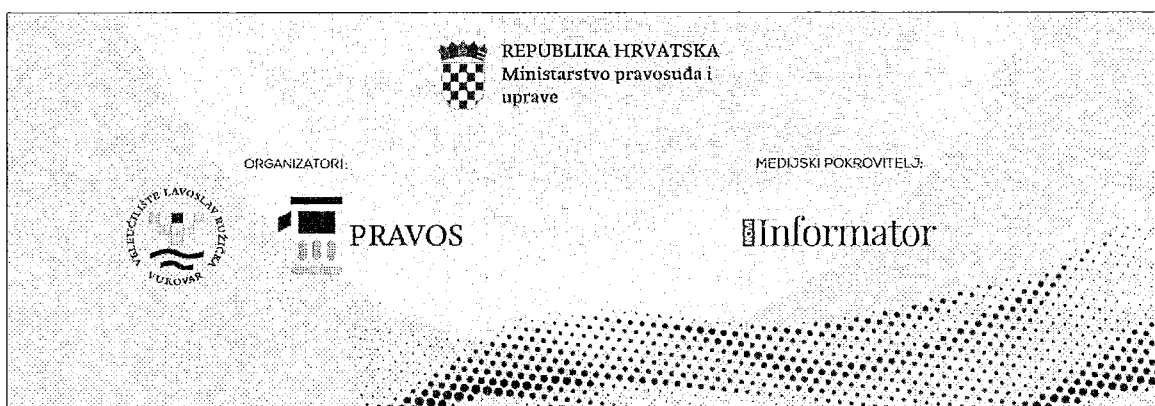 REPUBLIKA HRVATSKA
Ministarstvo pravosuđa i
uprave
ORGANIZATORI:
MEDIJSKI POKROVITELJ:
VELEUČILIŠTE LAVOSLAV RUŽIČKA
VUKOVAR
PRAVOS
Informator